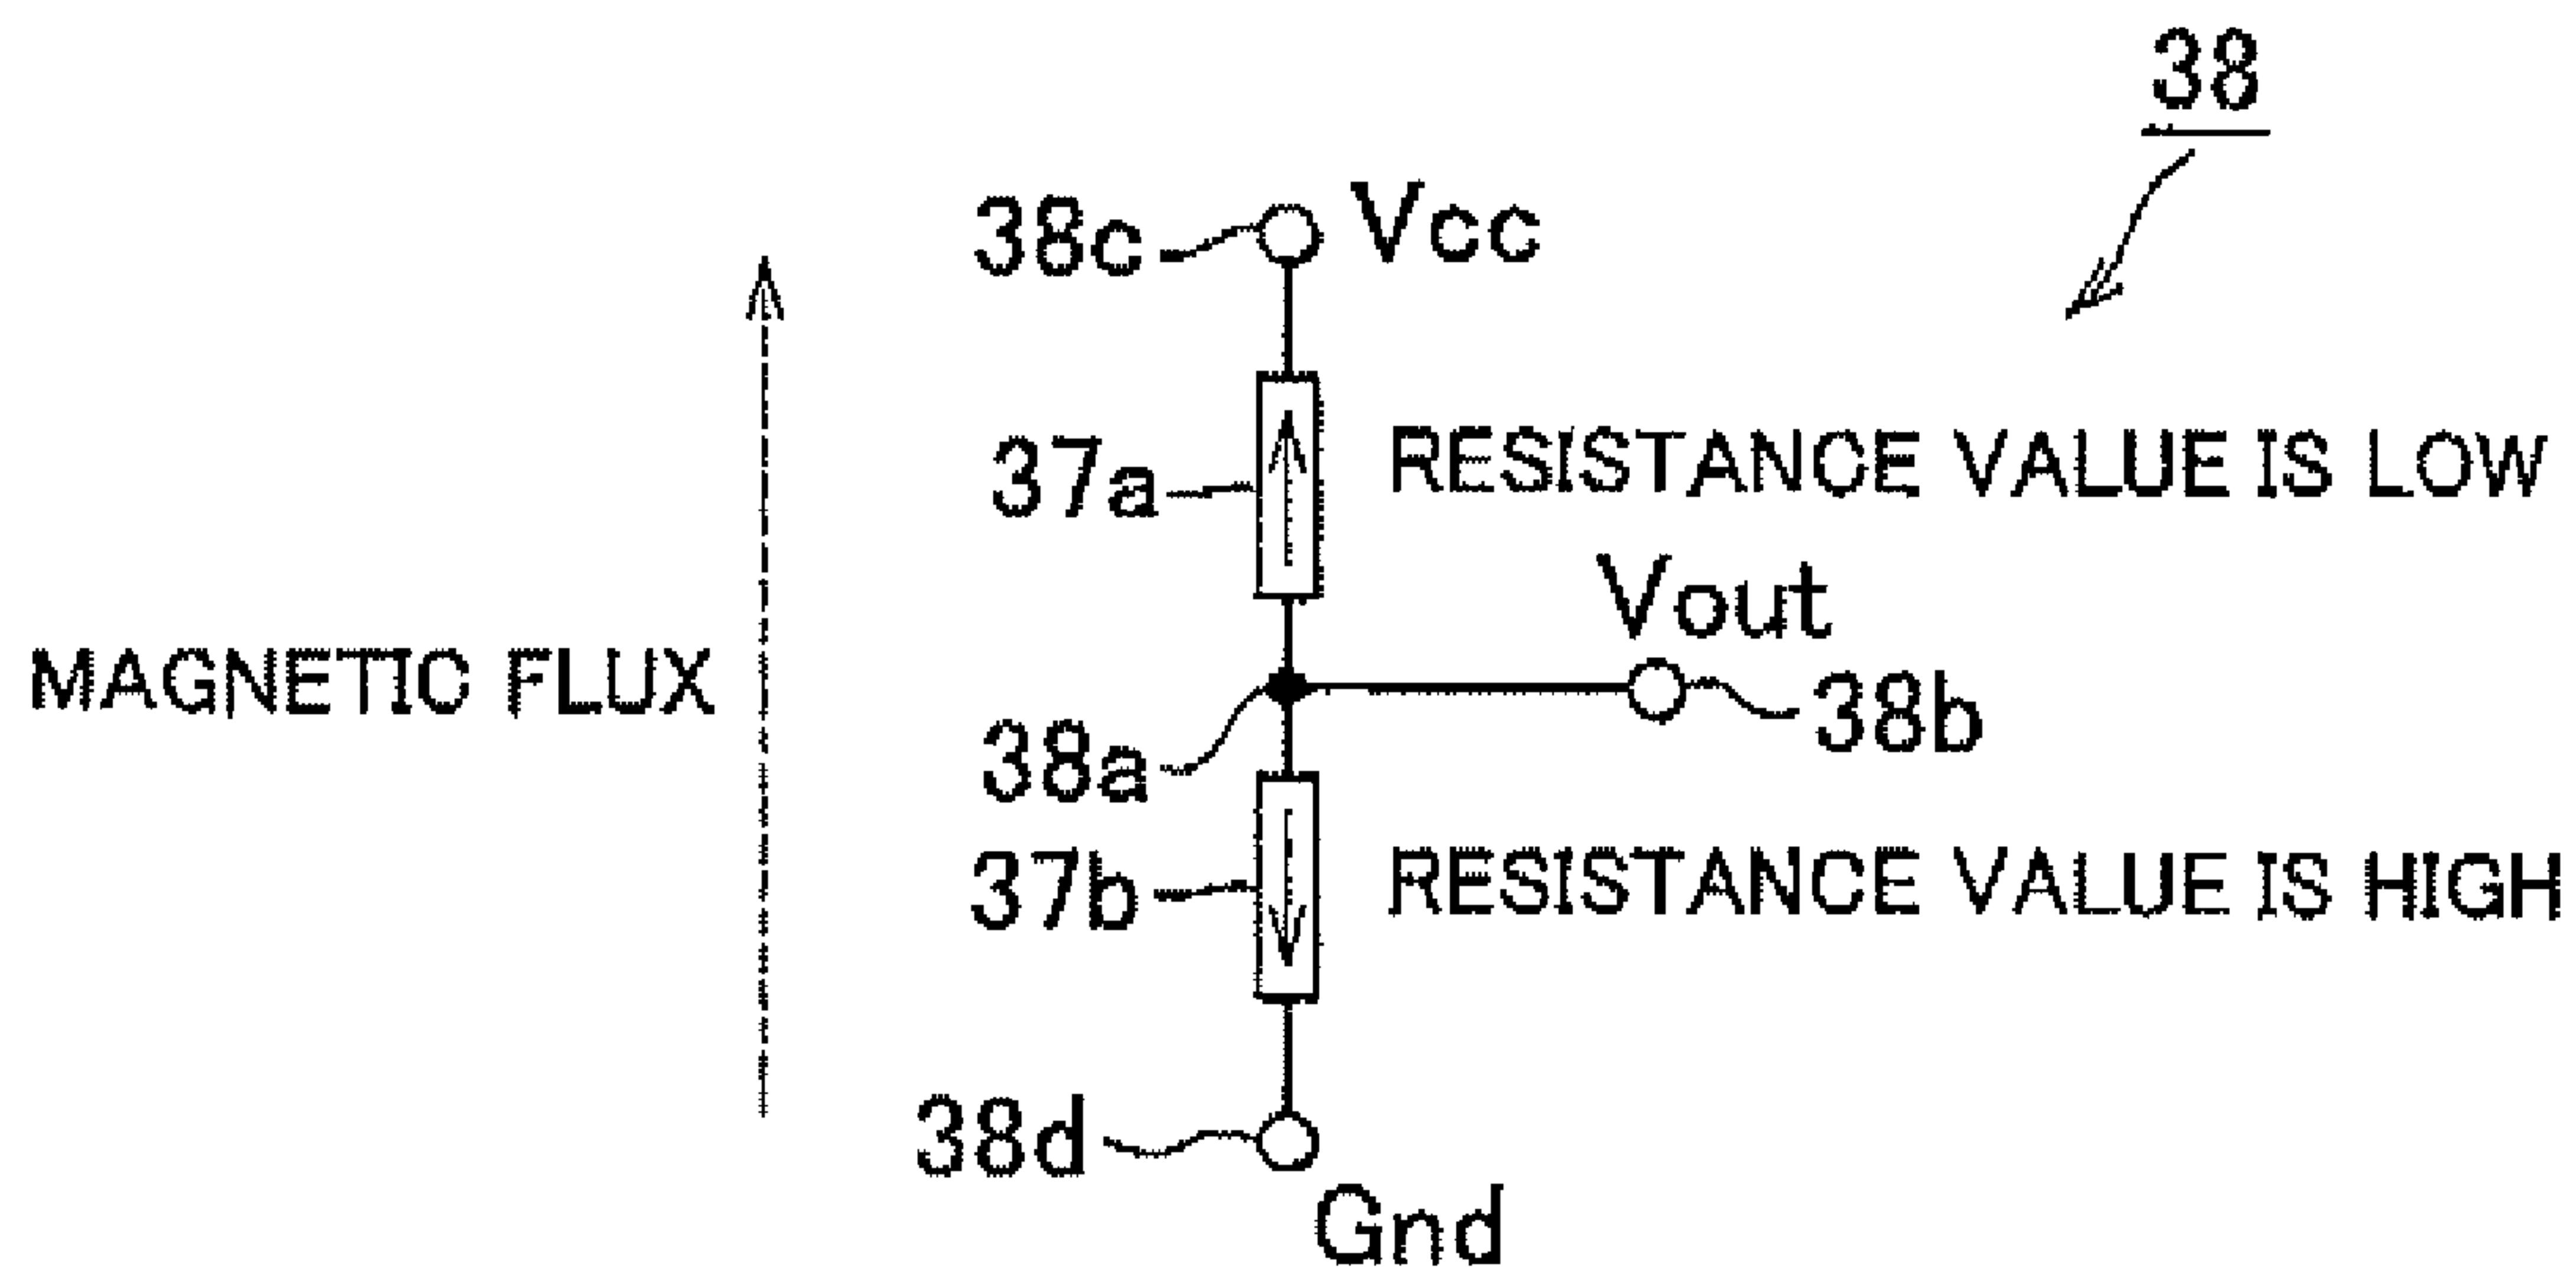 38
38c Vcc
37a RESISTANCE VALUE IS LOW
Vout
MAGNETIC FLUX
38b
38a
37b RESISTANCE VALUE IS HIGH
38d
Gnd